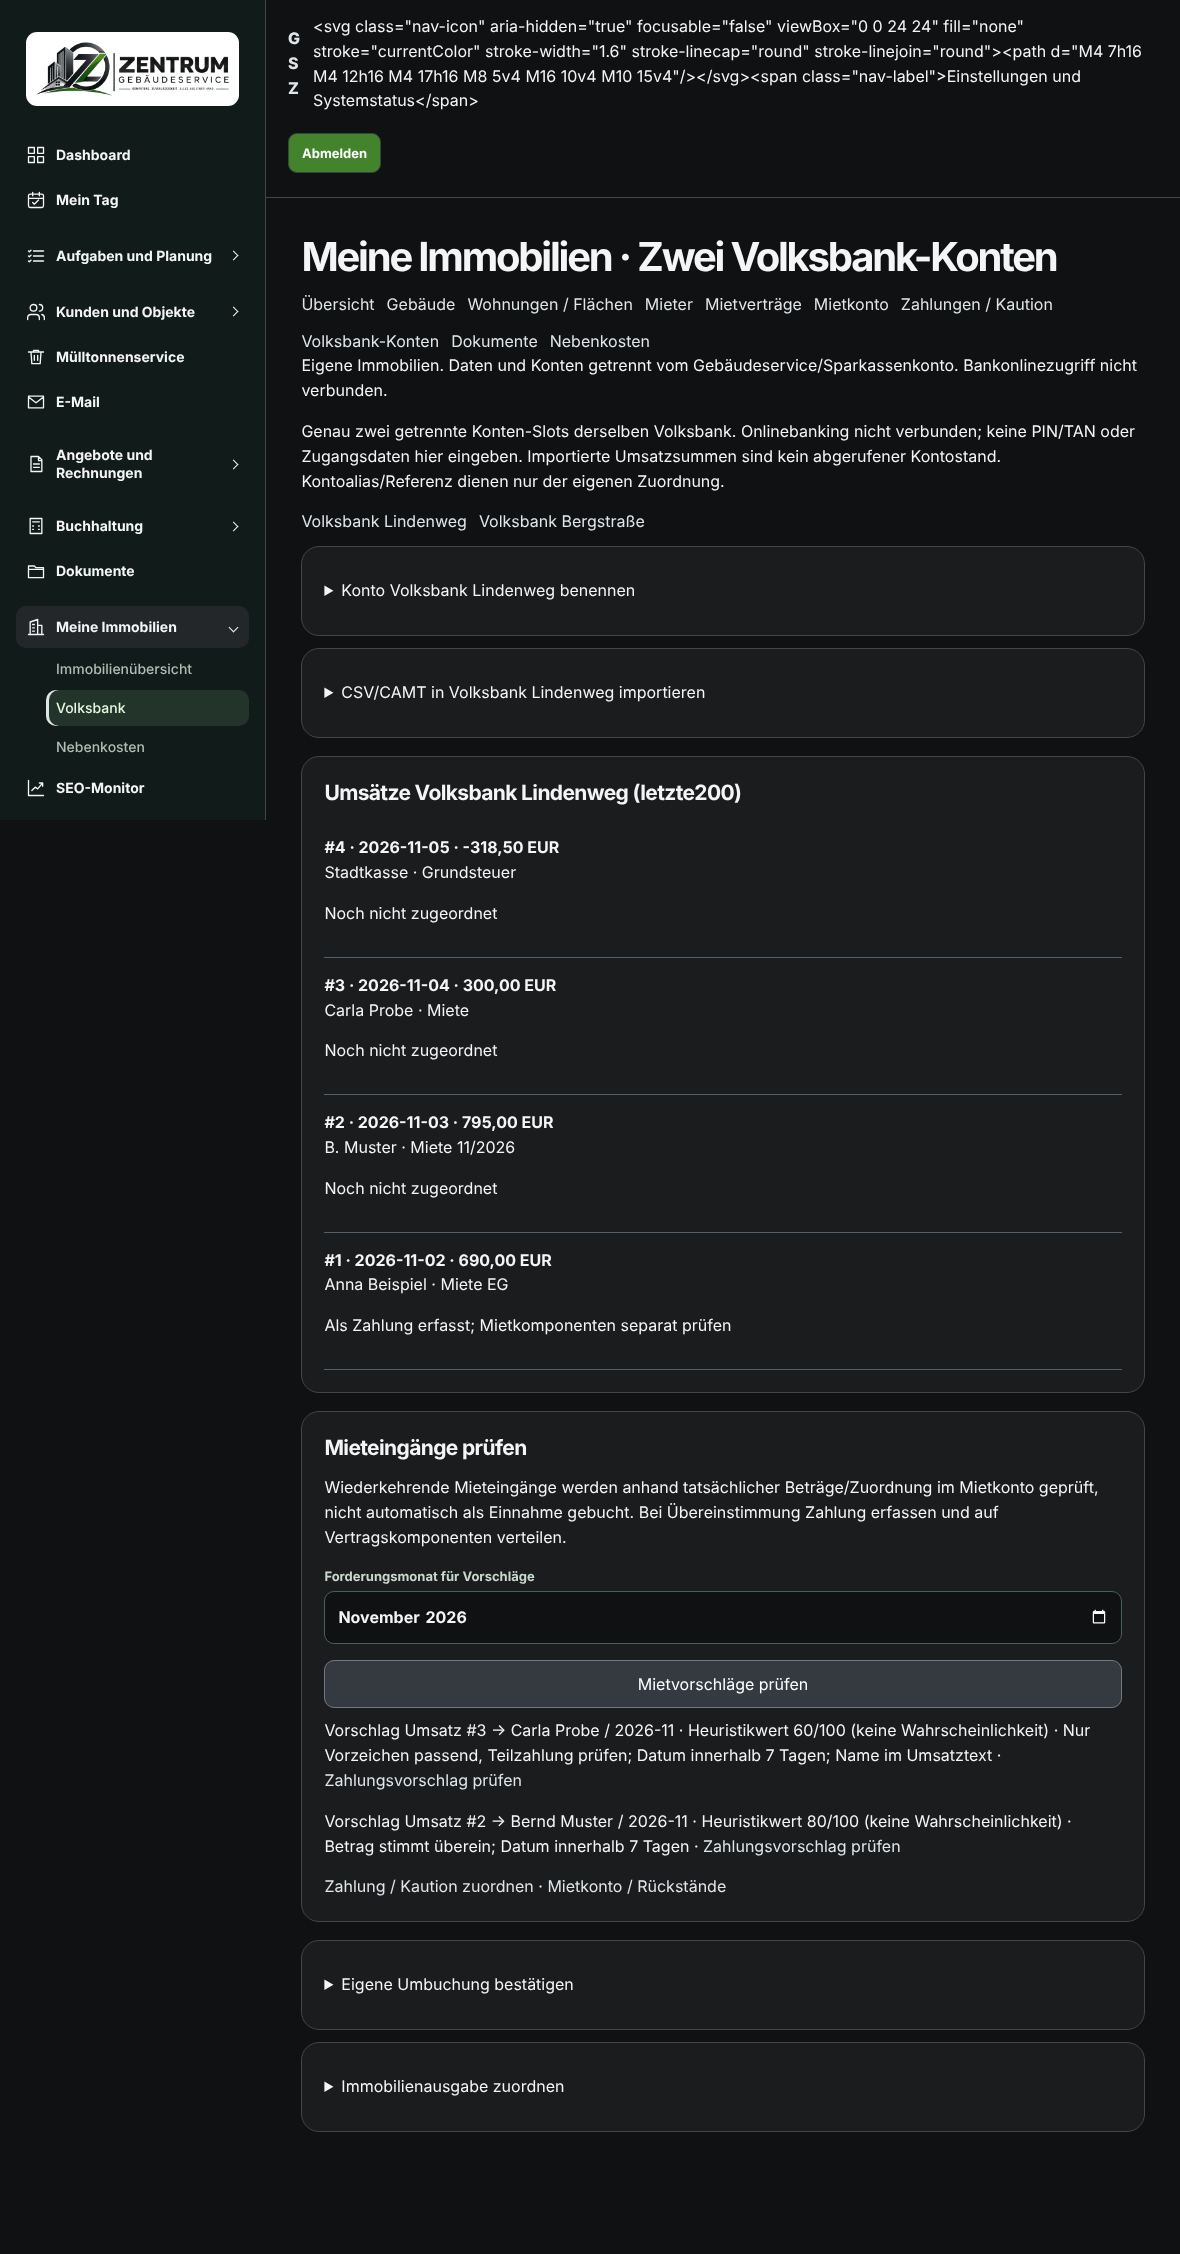 ZENTRUM
GEBÄUDESERVICE
Dashboard
Mein Tag
Aufgaben und Planung
Kunden und Objekte
Mülltonnenservice
E-Mail
Angebote und
Rechnungen
Buchhaltung
Dokumente
Meine Immobilien
Immobilienübersicht
Volksbank
Nebenkosten
SEO-Monitor
G
S
Z
<svg class="nav-icon" aria-hidden="true" focusable="false" viewBox="0 0 24 24" fill="none"
stroke="currentColor" stroke-width="1.6" stroke-linecap="round" stroke-linejoin="round"><path d="M4 7h16
M4 12h16 M4 17h16 M8 5v4 M16 10v4 M10 15v4"/></svg><span class="nav-label">Einstellungen und
Systemstatus</span>
Abmelden
Meine Immobilien · Zwei Volksbank-Konten
Übersicht Gebäude Wohnungen / Flächen Mieter Mietverträge Mietkonto Zahlungen / Kaution
Volksbank-Konten Dokumente Nebenkosten
Eigene Immobilien. Daten und Konten getrennt vom Gebäudeservice/Sparkassenkonto. Bankonlinezugriff nicht
verbunden.
Genau zwei getrennte Konten-Slots derselben Volksbank. Onlinebanking nicht verbunden; keine PIN/TAN oder
Zugangsdaten hier eingeben. Importierte Umsatzsummen sind kein abgerufener Kontostand.
Kontoalias/Referenz dienen nur der eigenen Zuordnung.
Volksbank Lindenweg Volksbank Bergstraße
▶ Konto Volksbank Lindenweg benennen
▶ CSV/CAMT in Volksbank Lindenweg importieren
Umsätze Volksbank Lindenweg (letzte200)
#4 · 2026-11-05 · -318,50 EUR
Stadtkasse · Grundsteuer
Noch nicht zugeordnet
#3 · 2026-11-04 · 300,00 EUR
Carla Probe · Miete
Noch nicht zugeordnet
#2 · 2026-11-03 · 795,00 EUR
B. Muster · Miete 11/2026
Noch nicht zugeordnet
#1 · 2026-11-02 · 690,00 EUR
Anna Beispiel · Miete EG
Als Zahlung erfasst; Mietkomponenten separat prüfen
Mieteingänge prüfen
Wiederkehrende Mieteingänge werden anhand tatsächlicher Beträge/Zuordnung im Mietkonto geprüft,
nicht automatisch als Einnahme gebucht. Bei Übereinstimmung Zahlung erfassen und auf
Vertragskomponenten verteilen.
Forderungsmonat für Vorschläge
November 2026
Mietvorschläge prüfen
Vorschlag Umsatz #3 → Carla Probe / 2026-11 · Heuristikwert 60/100 (keine Wahrscheinlichkeit) · Nur
Vorzeichen passend, Teilzahlung prüfen; Datum innerhalb 7 Tagen; Name im Umsatztext ·
Zahlungsvorschlag prüfen
Vorschlag Umsatz #2 → Bernd Muster / 2026-11 · Heuristikwert 80/100 (keine Wahrscheinlichkeit) ·
Betrag stimmt überein; Datum innerhalb 7 Tagen · Zahlungsvorschlag prüfen
Zahlung / Kaution zuordnen · Mietkonto / Rückstände
▶ Eigene Umbuchung bestätigen
▶ Immobilienausgabe zuordnen